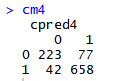 > cm4
cpred4
0 1
0 223 77
1 42 658